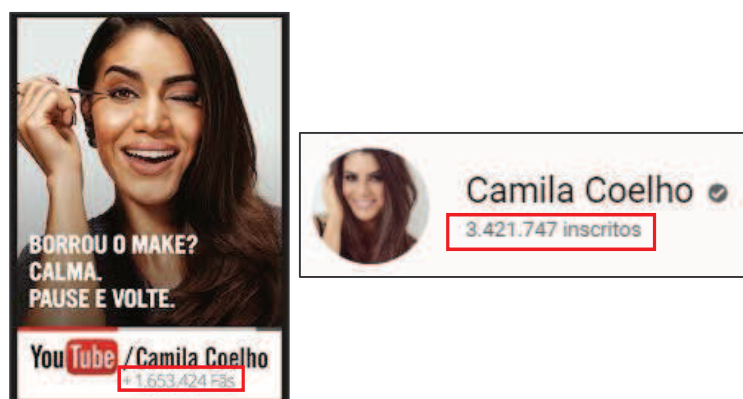 BORROU O MAKE?
CALMA.
PAUSE E VOLTE.
YouTube /Camila Coelho
+ 1.653.424 Fãs
Camila Coelho
3.421.747 inscritos